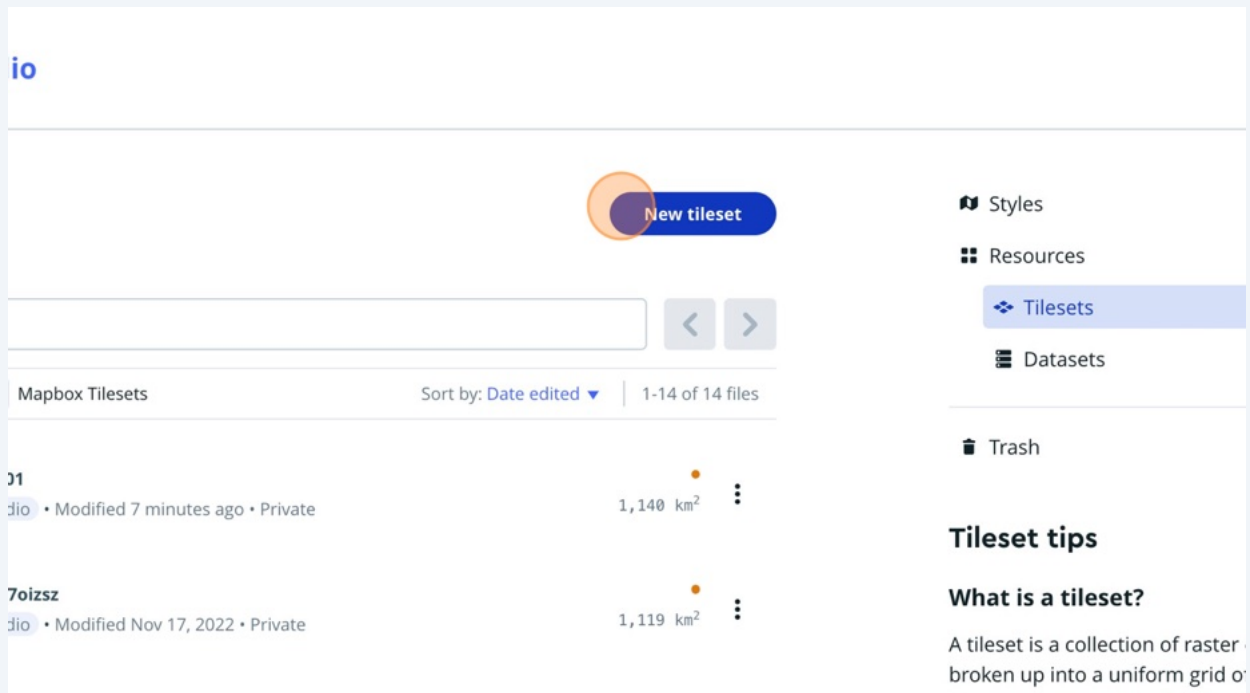 io
New tileset
Styles
Resources
Tilesets
Datasets
Mapbox Tilesets
Sort by: Date edited
1-14 of 14 files
Trash
01
dio • Modified 7 minutes ago • Private
1,140 km²
7oizsz
dio • Modified Nov 17, 2022 • Private
1,119 km²
Tileset tips
What is a tileset?
A tileset is a collection of raster
broken up into a uniform grid of